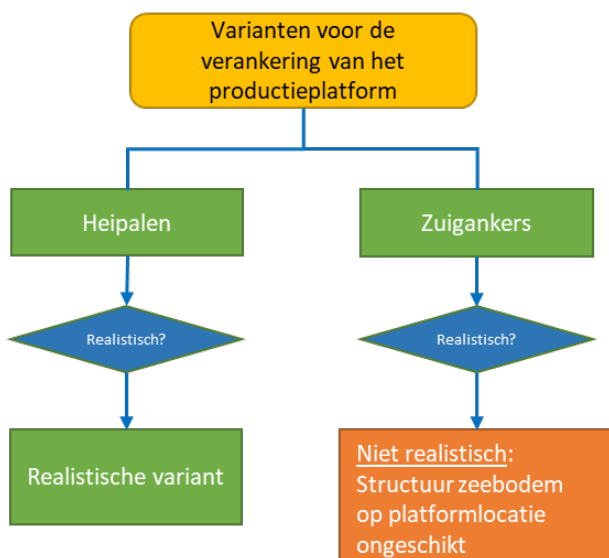 Varianten voor de
verankering van het
productieplatform
Heipalen
Zuigankers
Realistisch?
Realistisch?
Realistische variant
Niet realistisch:
Structuur zeebodem
op platformlocatie
ongeschikt